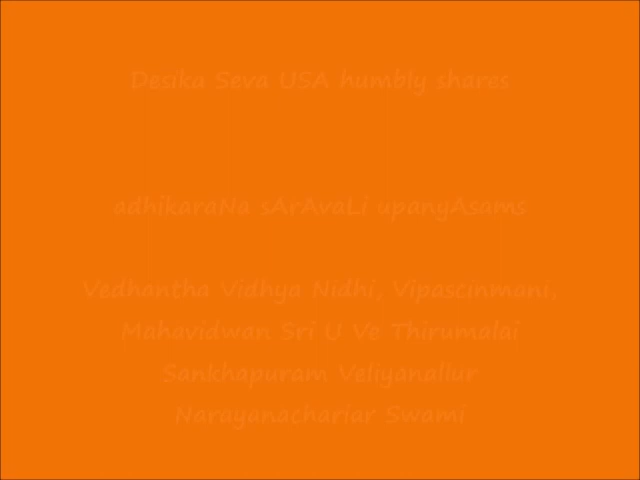 Desika Seva USA humbly shares
adhikaraNa sArAvaLi upanyAsams
Vedhantha Vidhya Nidhi, Vipascinmani,
Mahavidwan Sri U Ve Thirumalai
Sankhapuram Veliyanallur
Narayanachariar Swami